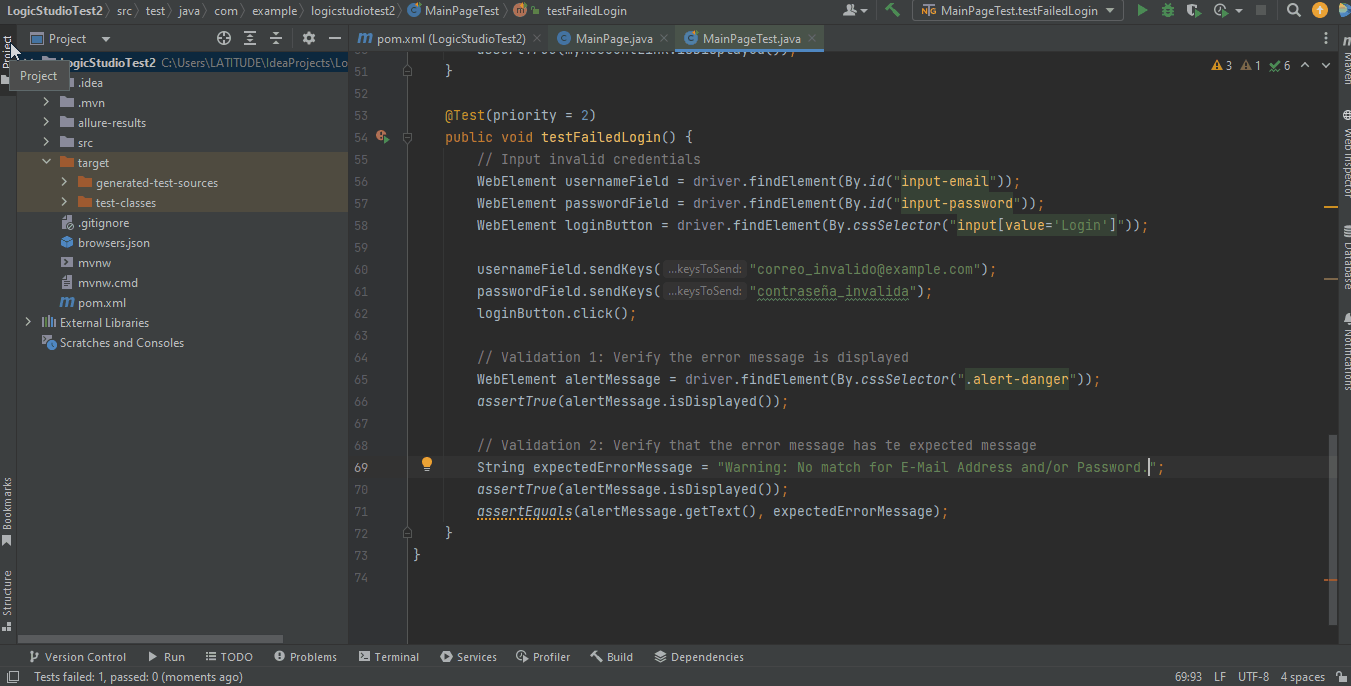 LogicStudioTest2 〉 src 〉 test 〉 java 〉 com 〉 example 〉 logicstudiotest2 〉 MainPageTest 〉 testFailedLogin
MainPageTest.testFailedLogin
Project
pom.xml (LogicStudioTest2)
MainPage.java
MainPageTest.java
Project
Project
LogicStudioTest2 C:\Users\LATITUDE\IdeaProjects\Lo
.idea
.mvn
allure-results
src
target
generated-test-sources
test-classes
.gitignore
browsers.json
mvnw
mvnw.cmd
pom.xml
External Libraries
Scratches and Consoles
3 1 6
51 }
52
53 @Test(priority = 2)
54 public void testFailedLogin() {
55 // Input invalid credentials
56 WebElement usernameField = driver.findElement(By.id("input-email"));
57 WebElement passwordField = driver.findElement(By.id("input-password"));
58 WebElement loginButton = driver.findElement(By.cssSelector("input[value='Login']"));
59
60 usernameField.sendKeys( ...keysToSend: "correo_invalido@example.com");
61 passwordField.sendKeys( ...keysToSend: "contraseña_invalida");
62 loginButton.click();
63
64 // Validation 1: Verify the error message is displayed
65 WebElement alertMessage = driver.findElement(By.cssSelector(".alert-danger"));
66 assertTrue(alertMessage.isDisplayed());
67
68 // Validation 2: Verify that the error message has te expected message
69 String expectedErrorMessage = "Warning: No match for E-Mail Address and/or Password.";
70 assertTrue(alertMessage.isDisplayed());
71 assertEquals(alertMessage.getText(), expectedErrorMessage);
72 }
73 }
74
Maven
Web Inspector
Database
Notifications
Bookmarks
Structure
Version Control
Run
TODO
Problems
Terminal
Services
Profiler
Build
Dependencies
Tests failed: 1, passed: 0 (moments ago)
69:93 LF UTF-8 4 spaces